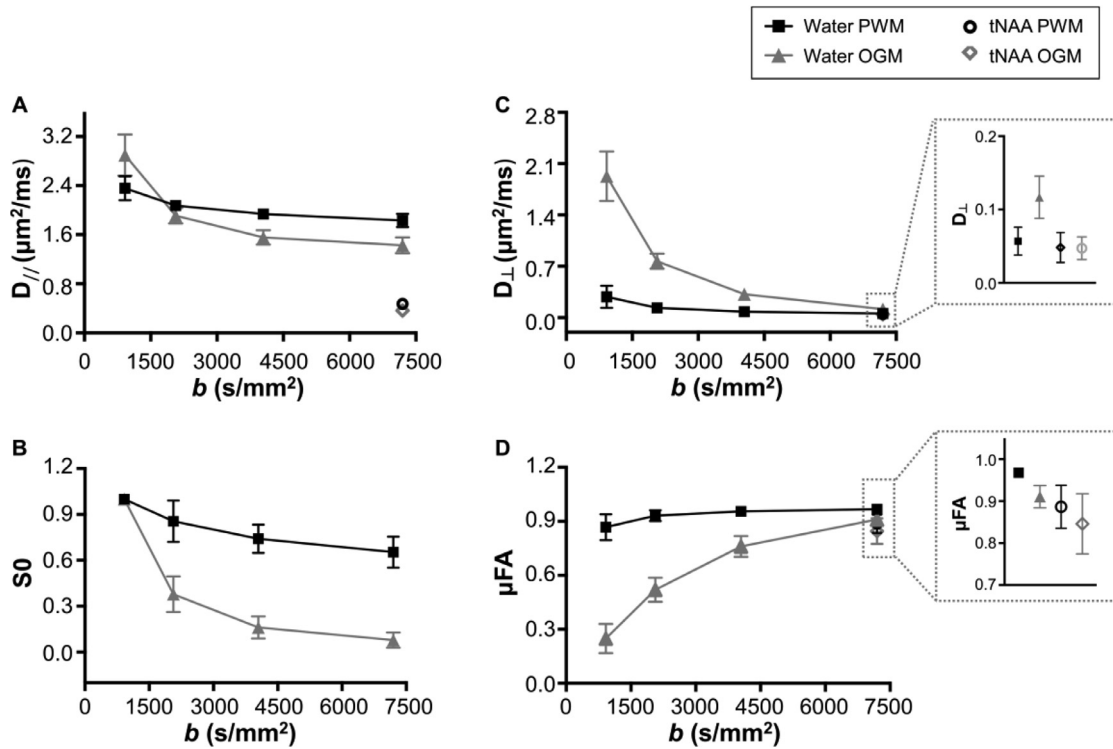 Water PWM
tNAA PWM
Water OGM
tNAA OGM
A
D// (µm²/ms)
3.2
2.4
1.6
0.8
0.0
0 1500 3000 4500 6000 7500
b (s/mm²)
C
D⊥ (µm²/ms)
2.8
2.1
1.4
0.7
0.0
0 1500 3000 4500 6000 7500
b (s/mm²)
D⊥
0.2
0.1
0.0
B
S0
1.2
0.9
0.6
0.3
0.0
0 1500 3000 4500 6000 7500
b (s/mm²)
D
µFA
1.2
0.9
0.6
0.3
0.0
0 1500 3000 4500 6000 7500
b (s/mm²)
µFA
1.0
0.9
0.8
0.7